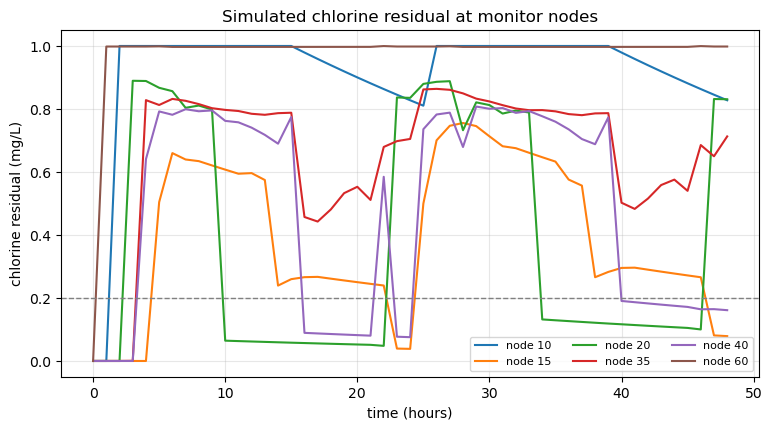 Simulated chlorine residual at monitor nodes
chlorine residual (mg/L)
1.0
0.8
0.6
0.4
0.2
0.0
0 10 20 30 40 50
time (hours)
node 10 node 20 node 40
node 15 node 35 node 60